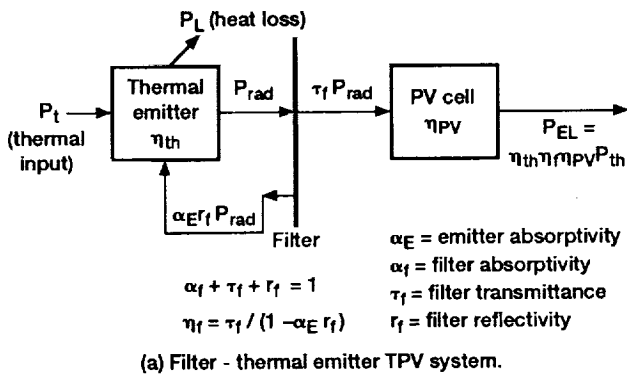 P_L (heat loss)
Thermal
emitter
η_th
P_t
(thermal
input)
P_rad
τ_f P_rad
PV cell
η_PV
P_EL =
η_th η_f η_PV P_th
α_E r_f P_rad
Filter
α_E = emitter absorptivity
α_f = filter absorptivity
τ_f = filter transmittance
r_f = filter reflectivity
α_f + τ_f + r_f = 1
η_f = τ_f / (1 – α_E r_f)
(a) Filter - thermal emitter TPV system.